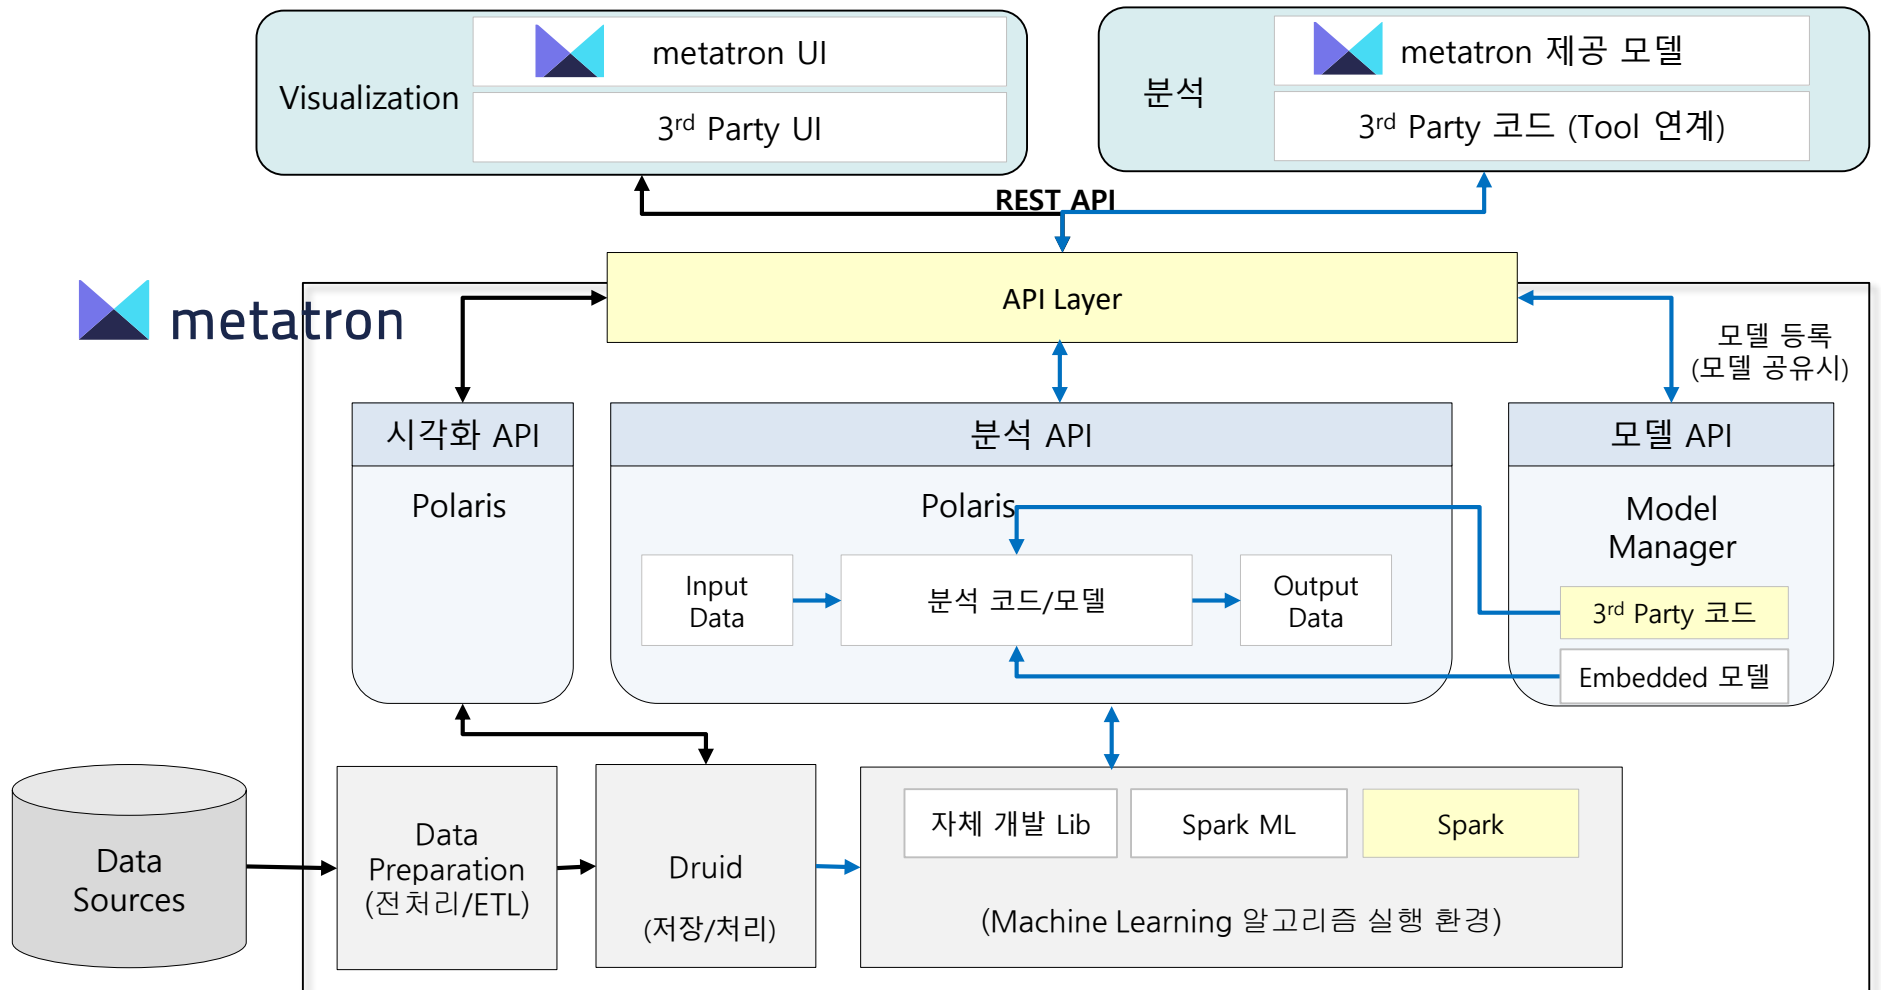 Visualization
metatron UI
3rd Party UI
분석
metatron 제공 모델
3rd Party 코드 (Tool 연계)
REST API
metatron
API Layer
모델 등록
(모델 공유시)
시각화 API
Polaris
분석 API
Polaris
Input
Data
분석 코드/모델
Output
Data
모델 API
Model
Manager
3rd Party 코드
Embedded 모델
Data
Sources
Data
Preparation
(전처리/ETL)
Druid
(저장/처리)
자체 개발 Lib
Spark ML
Spark
(Machine Learning 알고리즘 실행 환경)